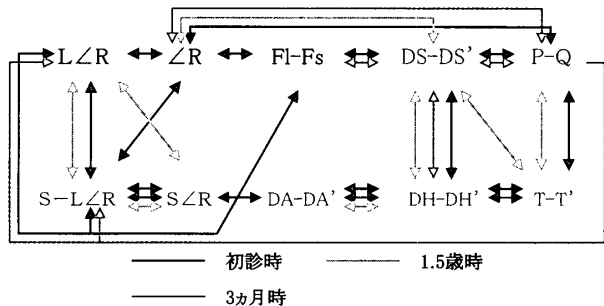 L∠R ∠R Fl-Fs DS-DS' P-Q
S-L∠R S∠R DA-DA' DH-DH' T-T'
初診時 1.5歳時
3ヵ月時